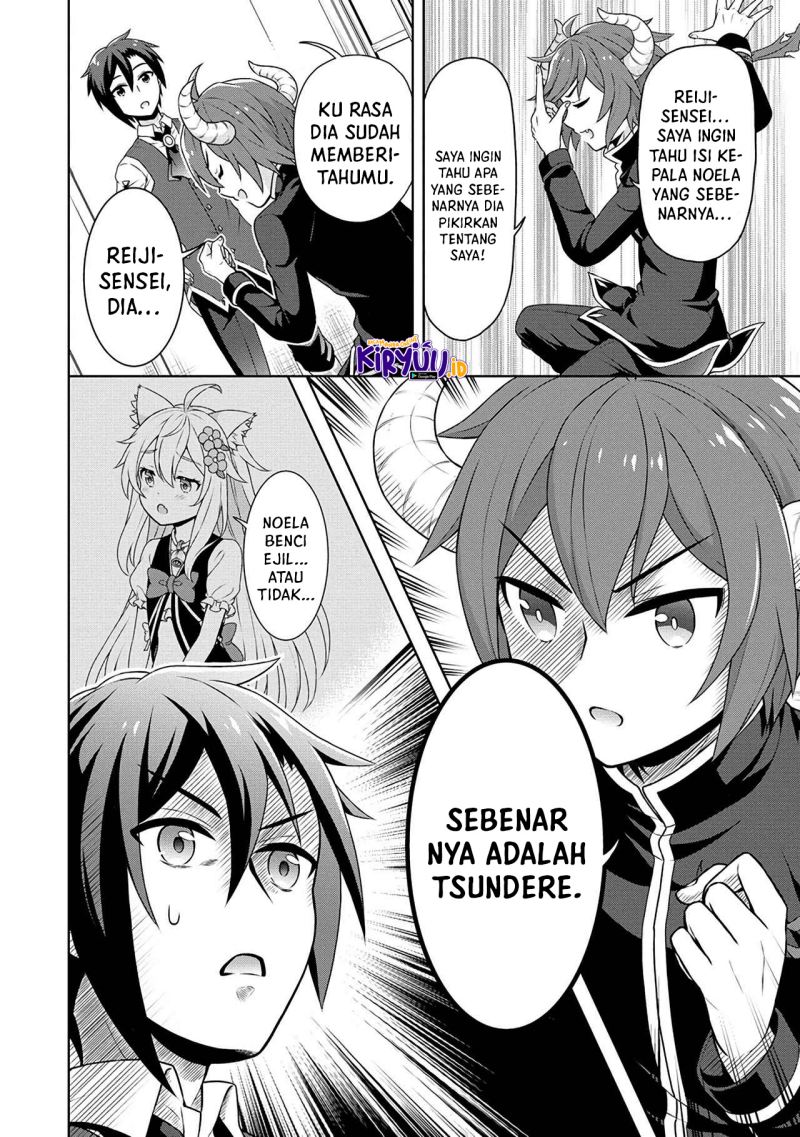 REIJI-
SENSEI...
SAYA INGIN
TAHU ISI KE-
PALA NOELA
YANG SEBE-
NARNYA...
SAYA INGIN
TAHU APA
YANG SEBE-
NARNYA DIA
PIKIRKAN
TENTANG
SAYA!
KU RASA
DIA SUDAH
MEMBERI-
TAHUMU.
REIJI-
SENSEI,
DIA...
KIRYUU.ID
NOELA
BENCI
EJIL...
ATAU
TIDAK...
SEBENAR
NYA ADALAH
TSUNDERE.